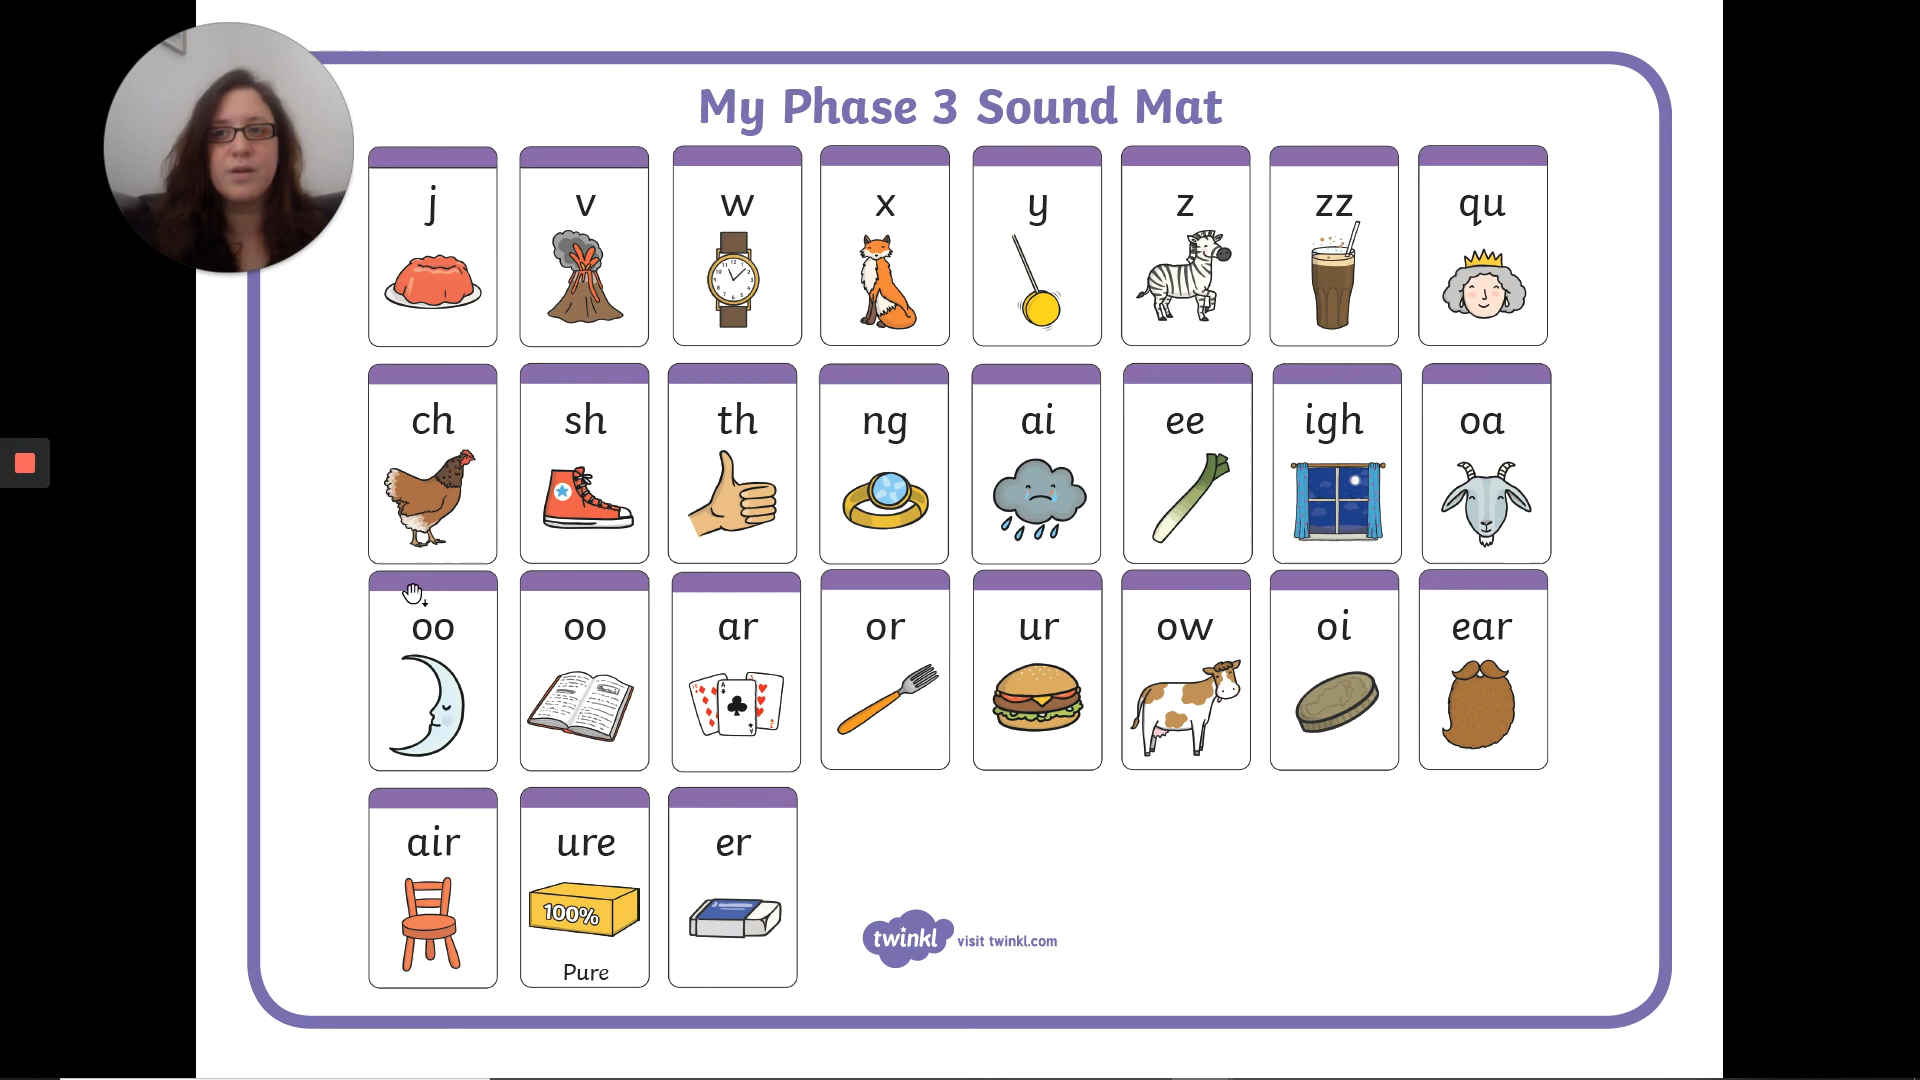 My Phase 3 Sound Mat
j v w x y z zz qu
ch sh th ng ai ee igh oa
oo oo ar or ur ow oi ear
air ure er
100%
Pure
twinkl visit twinkl.com